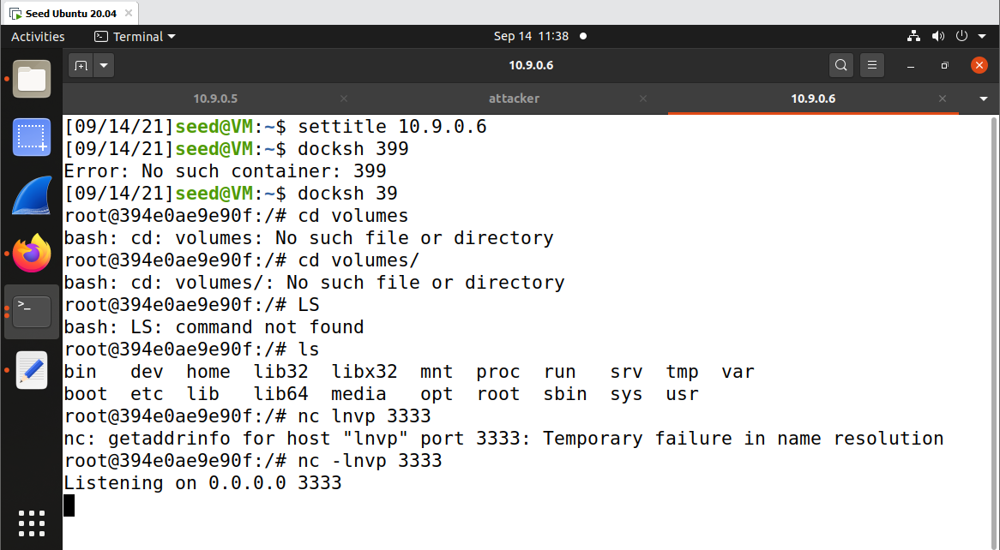 Seed Ubuntu 20.04
Activities Terminal Sep 14 11:38
10.9.0.6
10.9.0.5 attacker 10.9.0.6
[09/14/21]seed@VM:~$ settitle 10.9.0.6
[09/14/21]seed@VM:~$ docksh 399
Error: No such container: 399
[09/14/21]seed@VM:~$ docksh 39
root@394e0ae9e90f:/# cd volumes
bash: cd: volumes: No such file or directory
root@394e0ae9e90f:/# cd volumes/
bash: cd: volumes/: No such file or directory
root@394e0ae9e90f:/# LS
bash: LS: command not found
root@394e0ae9e90f:/# ls
bin   dev  home  lib32  libx32  mnt  proc  run   srv  tmp  var
boot  etc  lib   lib64  media   opt  root  sbin  sys  usr
root@394e0ae9e90f:/# nc lnvp 3333
nc: getaddrinfo for host "lnvp" port 3333: Temporary failure in name resolution
root@394e0ae9e90f:/# nc -lnvp 3333
Listening on 0.0.0.0 3333